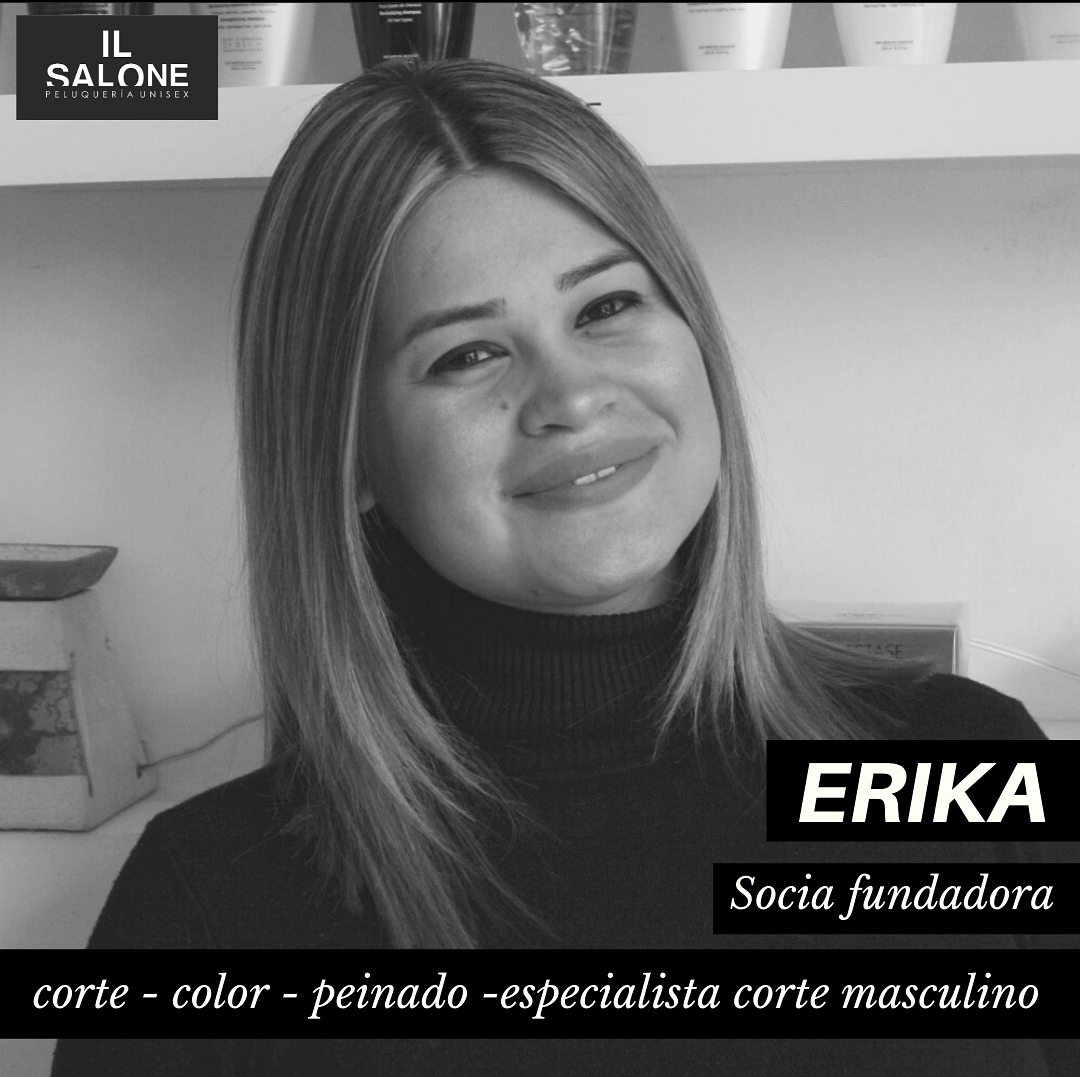 IL
SALONE
PELUQUERÍA UNISEX
ERIKA
Socia fundadora
corte - color - peinado -especialista corte masculino